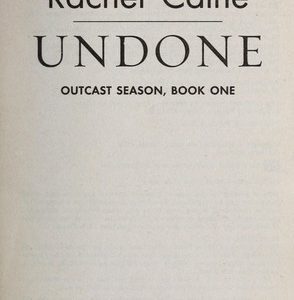 Rachel Caine
UNDONE
OUTCAST SEASON, BOOK ONE